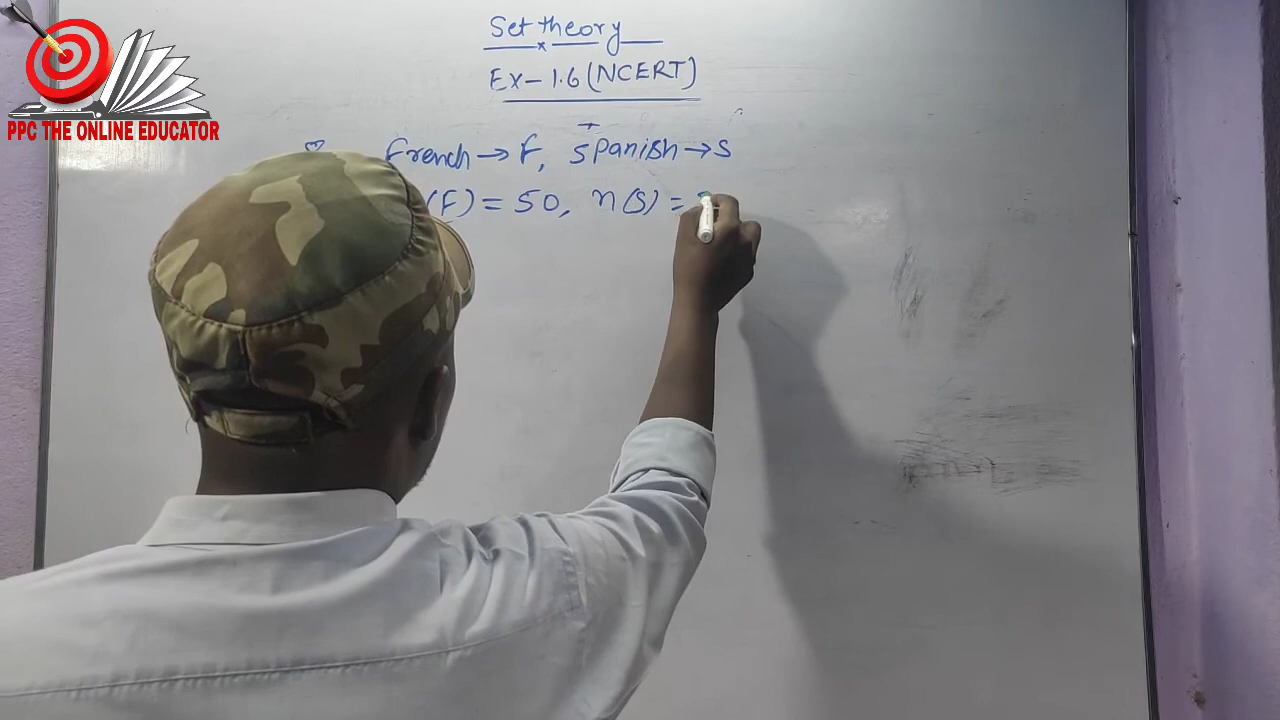 PPC THE ONLINE EDUCATOR
Set theory
Ex-1.6 (NCERT)
French → F, Spanish → S
(F) = 50, n(S) =